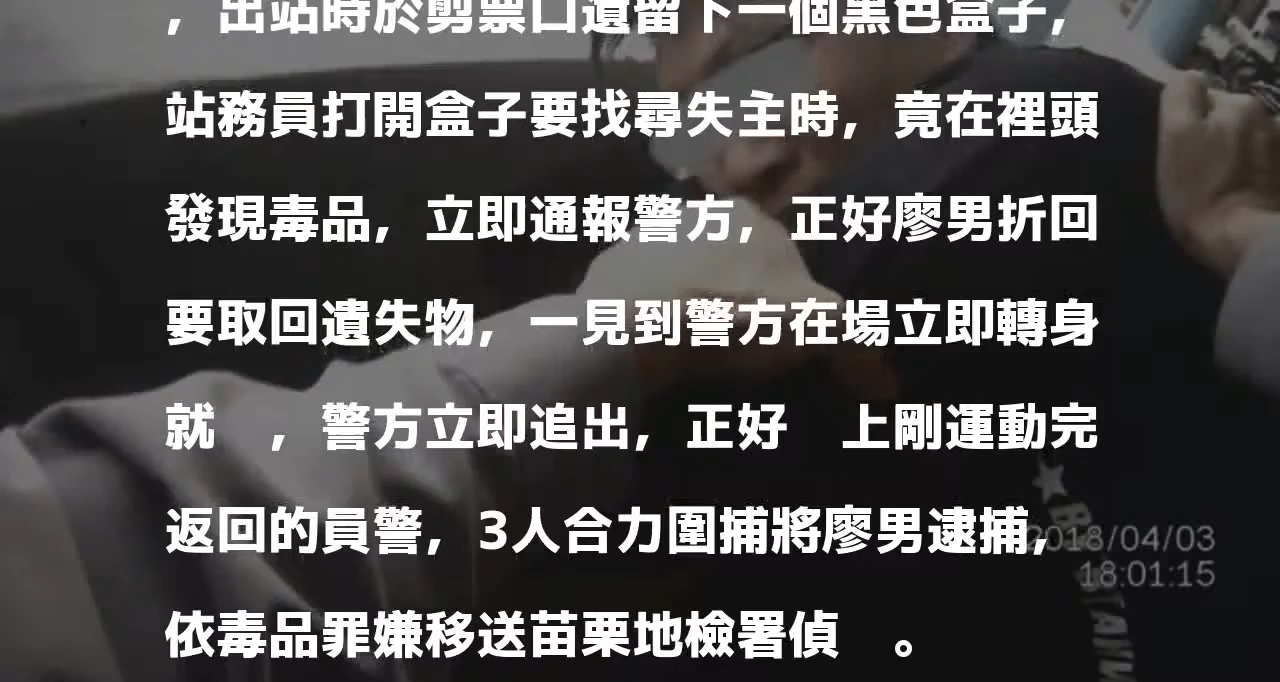 ，出站時於剪票口遺留下一個黑色盒子，
站務員打開盒子要找尋失主時，竟在裡頭
發現毒品，立即通報警方，正好廖男折回
要取回遺失物，一見到警方在場立即轉身
就　，警方立即追出，正好　上剛運動完
返回的員警，3人合力圍捕將廖男逮捕，
依毒品罪嫌移送苗栗地檢署偵　。
2018/04/03
18:01:15